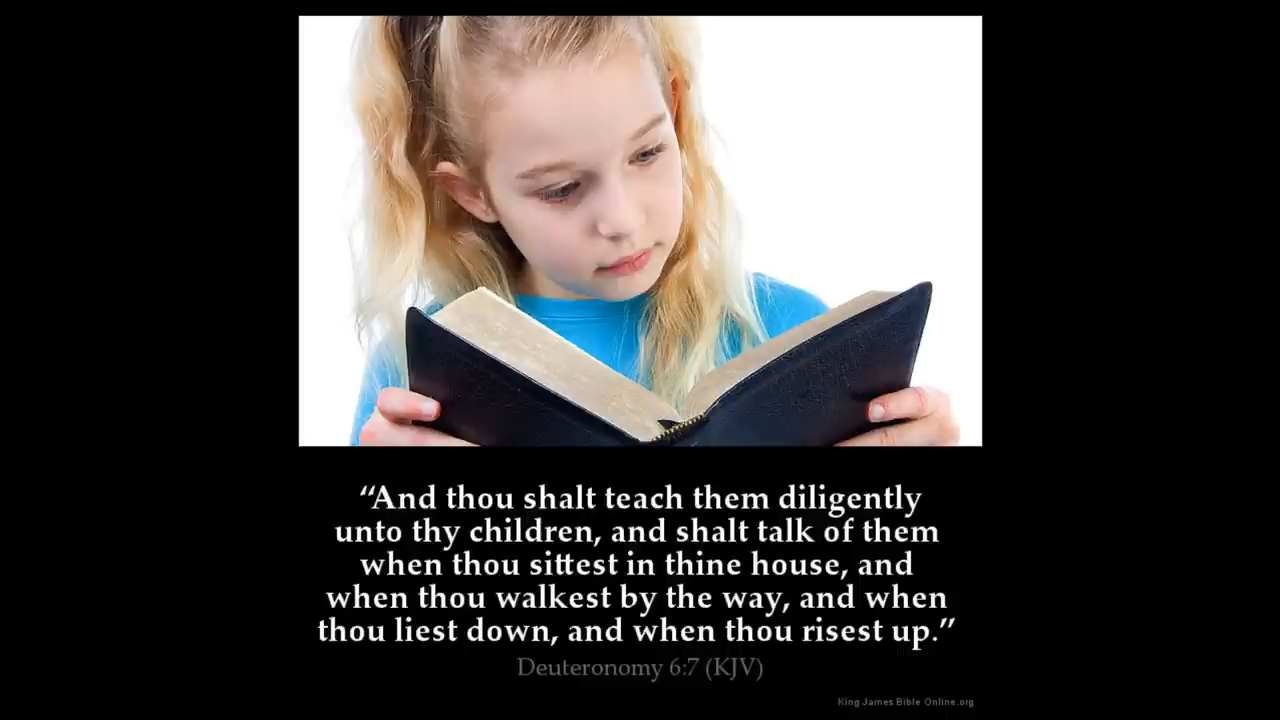 “And thou shalt teach them diligently
unto thy children, and shalt talk of them
when thou sittest in thine house, and
when thou walkest by the way, and when
thou liest down, and when thou risest up.”
Deuteronomy 6:7 (KJV)
King James Bible Online.org